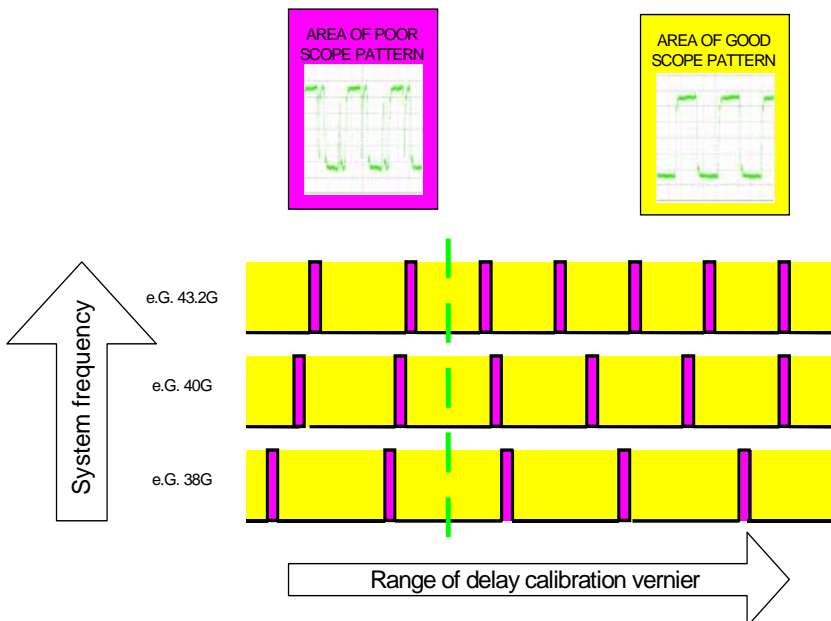 AREA OF POOR
SCOPE PATTERN
AREA OF GOOD
SCOPE PATTERN
System frequency
e.G. 43.2G
e.G. 40G
e.G. 38G
Range of delay calibration vernier